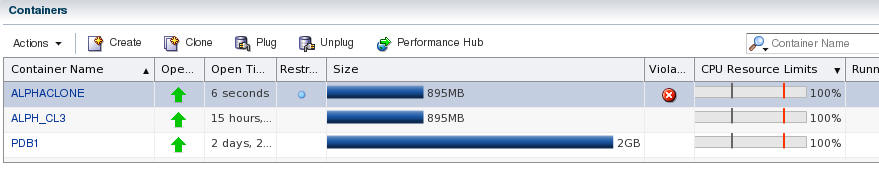 Containers
Actions Create Clone Plug Unplug Performance Hub Container Name
Container Name Ope... Open Ti... Restr... Size Viola... CPU Resource Limits Runn
ALPHACLONE 6 seconds 895MB 100%
ALPH_CL3 15 hours,... 895MB 100%
PDB1 2 days, 2... 2GB 100%